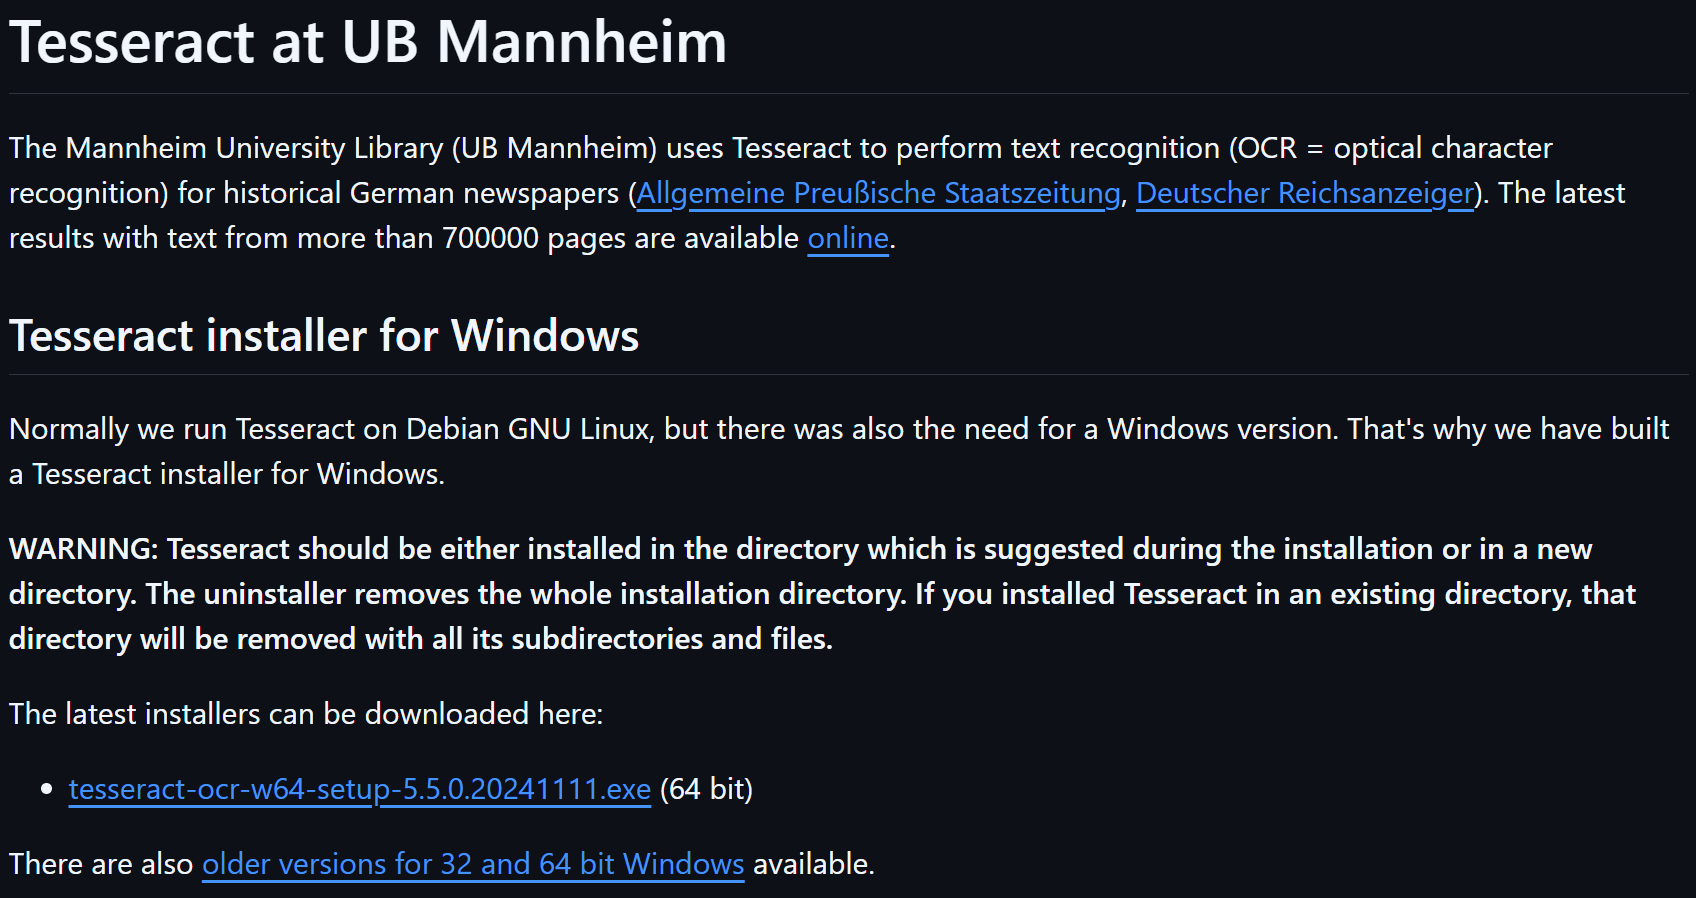 Tesseract at UB Mannheim
The Mannheim University Library (UB Mannheim) uses Tesseract to perform text recognition (OCR = optical character
recognition) for historical German newspapers (Allgemeine Preußische Staatszeitung, Deutscher Reichsanzeiger). The latest
results with text from more than 700000 pages are available online.
Tesseract installer for Windows
Normally we run Tesseract on Debian GNU Linux, but there was also the need for a Windows version. That's why we have built
a Tesseract installer for Windows.
WARNING: Tesseract should be either installed in the directory which is suggested during the installation or in a new
directory. The uninstaller removes the whole installation directory. If you installed Tesseract in an existing directory, that
directory will be removed with all its subdirectories and files.
The latest installers can be downloaded here:
• tesseract-ocr-w64-setup-5.5.0.20241111.exe (64 bit)
There are also older versions for 32 and 64 bit Windows available.